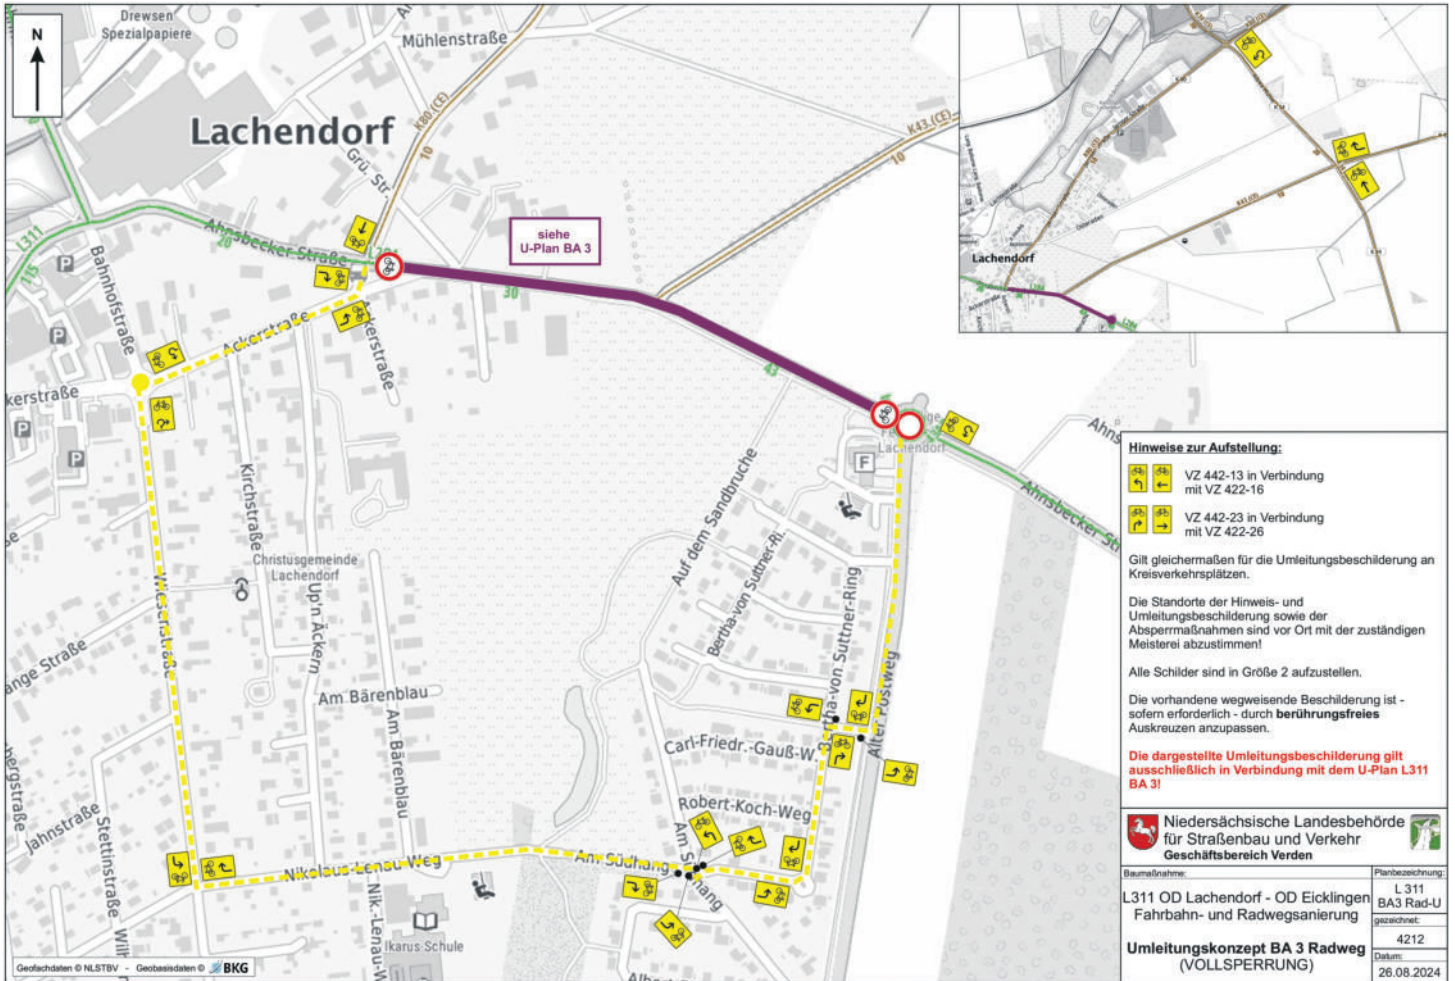 N
Drewsen
Spezialpapiere
Mühlenstraße
Lachendorf
K80 (CE)
10
K43 (CE)
10
Grü. Str.
L311
115
Ahnsbecker Straße
20
siehe
U-Plan BA 3
30
43
Bahnhofstraße
P
P
P
P
Ackerstraße
Ackerstraße
kerstraße
Kirchstraße
Christusgemeinde
Lachendorf
Up'n Äckern
Wiesenstraße
ange Straße
Am Bärenblau
Am Bärenblau
Jahnstraße
Stettinstraße
bergstraße
Nikolaus-Lenau-Weg
Nik.-Lenau-W
Ikarus-Schule
Auf dem Sandbruche
Bertha-von Suttner-Ri.
Bertha-von Suttner-Ring
Alter Postweg
Carl-Friedr.-Gauß-W.
Robert-Koch-Weg
Am Südhang
Am Südhang
F
Lachendorf
Ahnsbecker Str
Ahns
Lachendorf
Ackerstraße
K43 (CE)
Hinweise zur Aufstellung:
VZ 442-13 in Verbindung
mit VZ 422-16
VZ 442-23 in Verbindung
mit VZ 422-26
Gilt gleichermaßen für die Umleitungsbeschilderung an
Kreisverkehrsplätzen.
Die Standorte der Hinweis- und
Umleitungsbeschilderung sowie der
Absperrmaßnahmen sind vor Ort mit der zuständigen
Meisterei abzustimmen!
Alle Schilder sind in Größe 2 aufzustellen.
Die vorhandene wegweisende Beschilderung ist -
sofern erforderlich - durch berührungsfreies
Auskreuzen anzupassen.
Die dargestellte Umleitungsbeschilderung gilt
ausschließlich in Verbindung mit dem U-Plan L311
BA 3!
Niedersächsische Landesbehörde
für Straßenbau und Verkehr
Geschäftsbereich Verden
Baumaßnahme:
L311 OD Lachendorf - OD Eicklingen
Fahrbahn- und Radwegsanierung
Umleitungskonzept BA 3 Radweg
(VOLLSPERRUNG)
Planbezeichnung:
L 311
BA3 Rad-U
gezeichnet:
4212
Datum:
26.08.2024
Geofachdaten © NLSTBV - Geobasisdaten © BKG